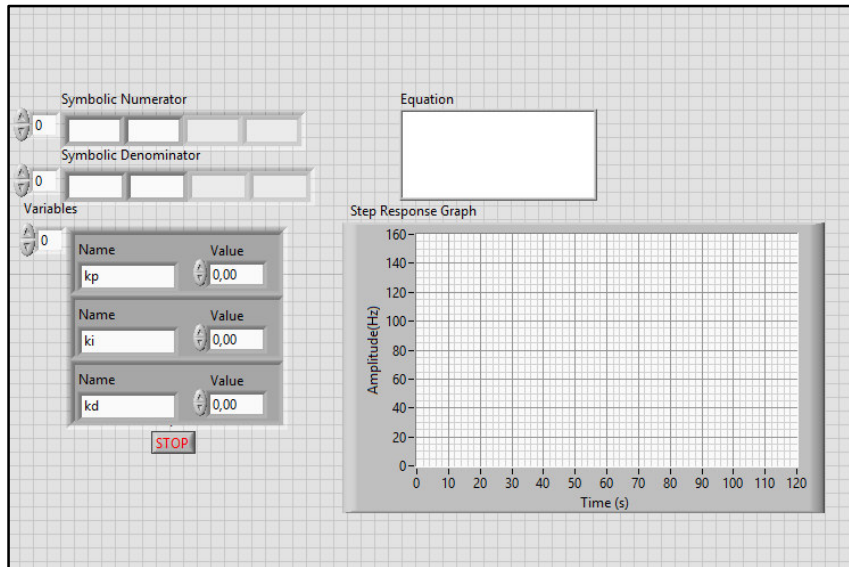 Symbolic Numerator
0
Symbolic Denominator
0
Variables
0
Name Value
kp 0,00
Name Value
ki 0,00
Name Value
kd 0,00
STOP
Equation
Step Response Graph
Amplitude(Hz)
160
140
120
100
80
60
40
20
0
0 10 20 30 40 50 60 70 80 90 100 110 120
Time (s)